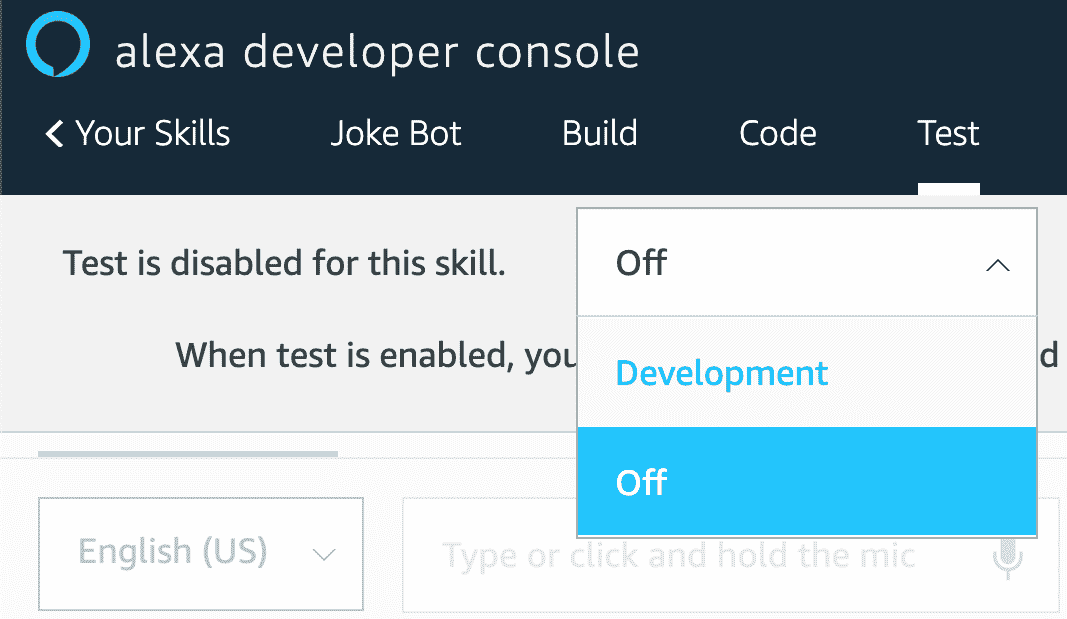 alexa developer console
Your Skills Joke Bot Build Code Test
Test is disabled for this skill. Off
When test is enabled, you
Development
Off
English (US) Type or click and hold the mic